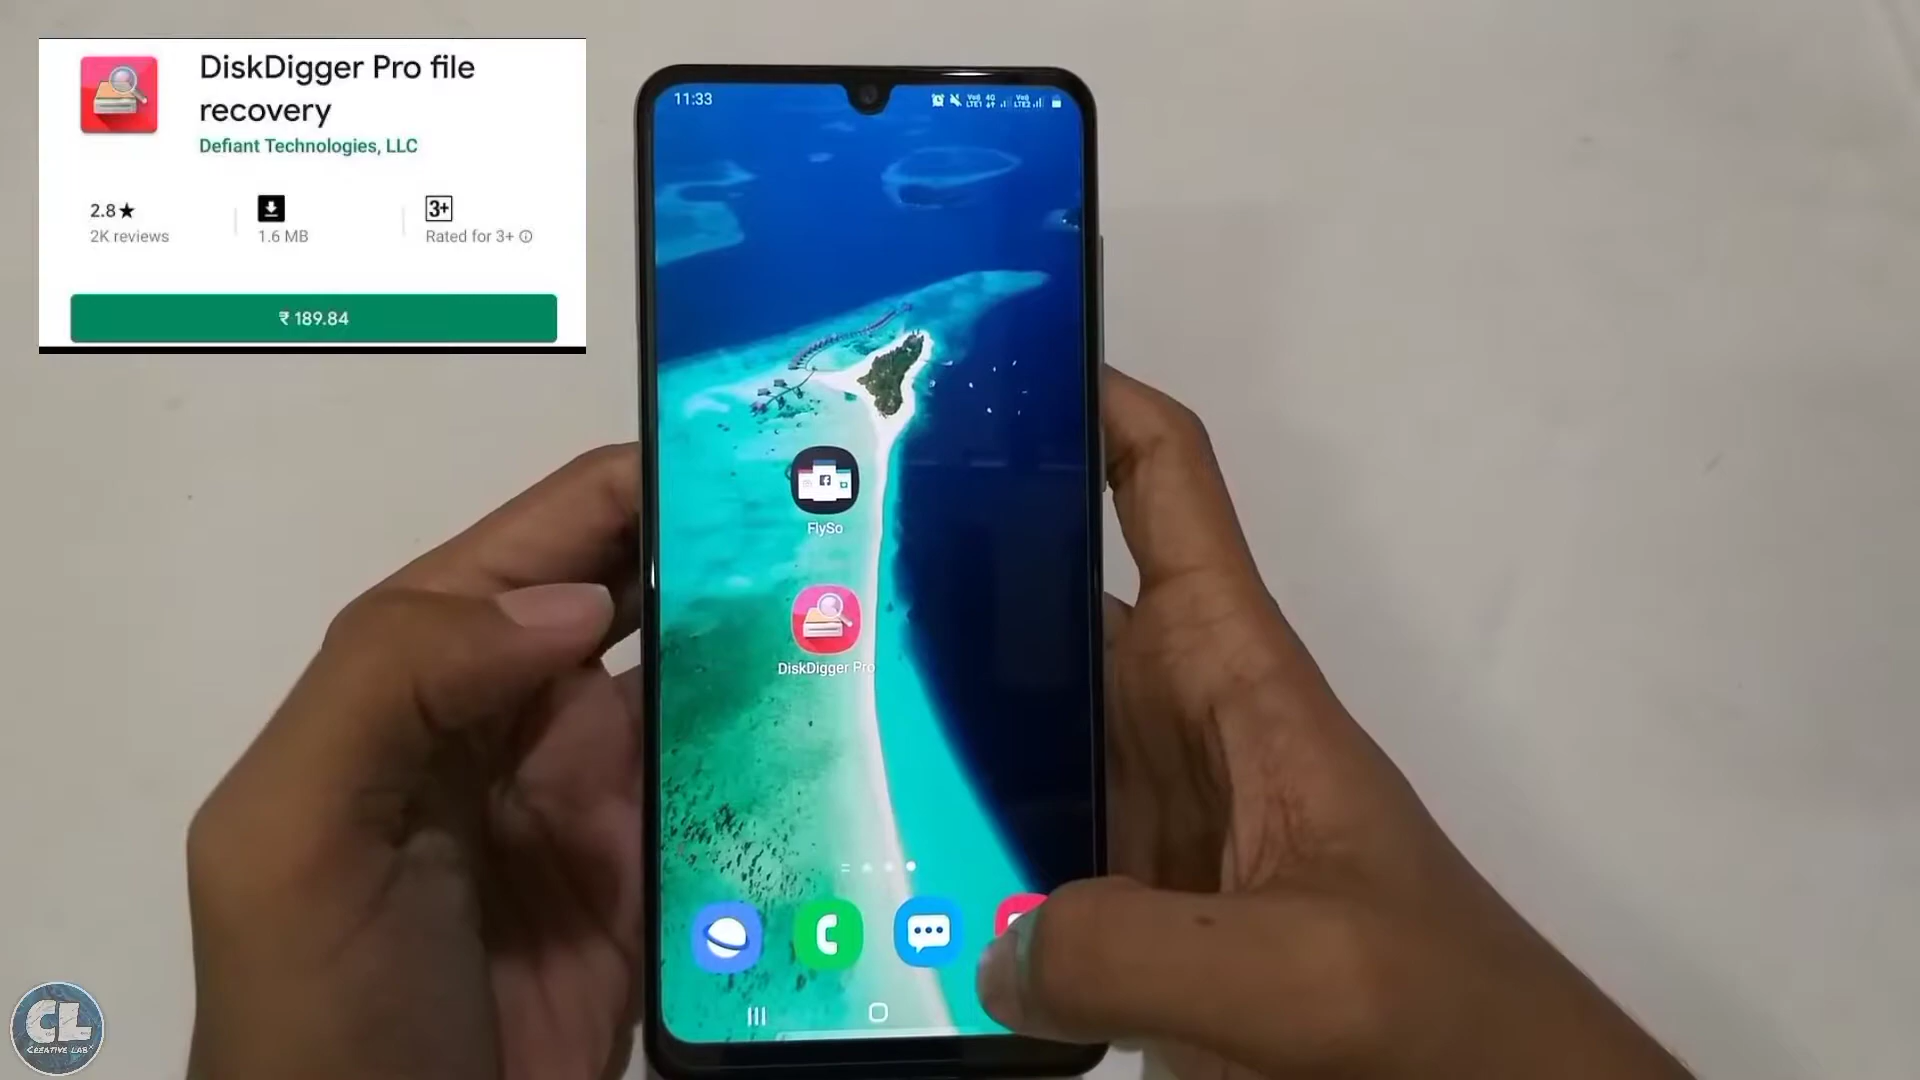 DiskDigger Pro file
recovery
Defiant Technologies, LLC
2.8★
2K reviews
1.6 MB
3+
Rated for 3+
₹ 189.84
11:33
FlySo
DiskDigger Pro
CL
CREATIVE LAB